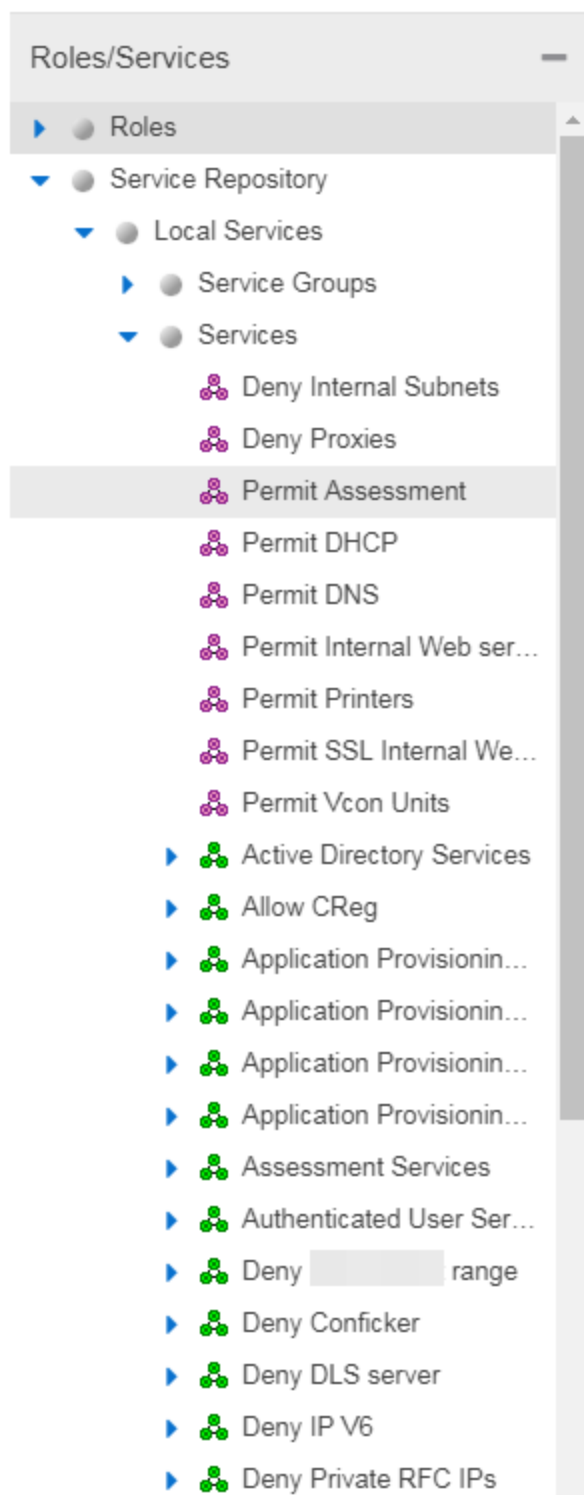 Roles/Services
Roles
Service Repository
Local Services
Service Groups
Services
Deny Internal Subnets
Deny Proxies
Permit Assessment
Permit DHCP
Permit DNS
Permit Internal Web ser...
Permit Printers
Permit SSL Internal We...
Permit Vcon Units
Active Directory Services
Allow CReg
Application Provisionin...
Application Provisionin...
Application Provisionin...
Application Provisionin...
Assessment Services
Authenticated User Ser...
Deny range
Deny Conficker
Deny DLS server
Deny IP V6
Deny Private RFC IPs